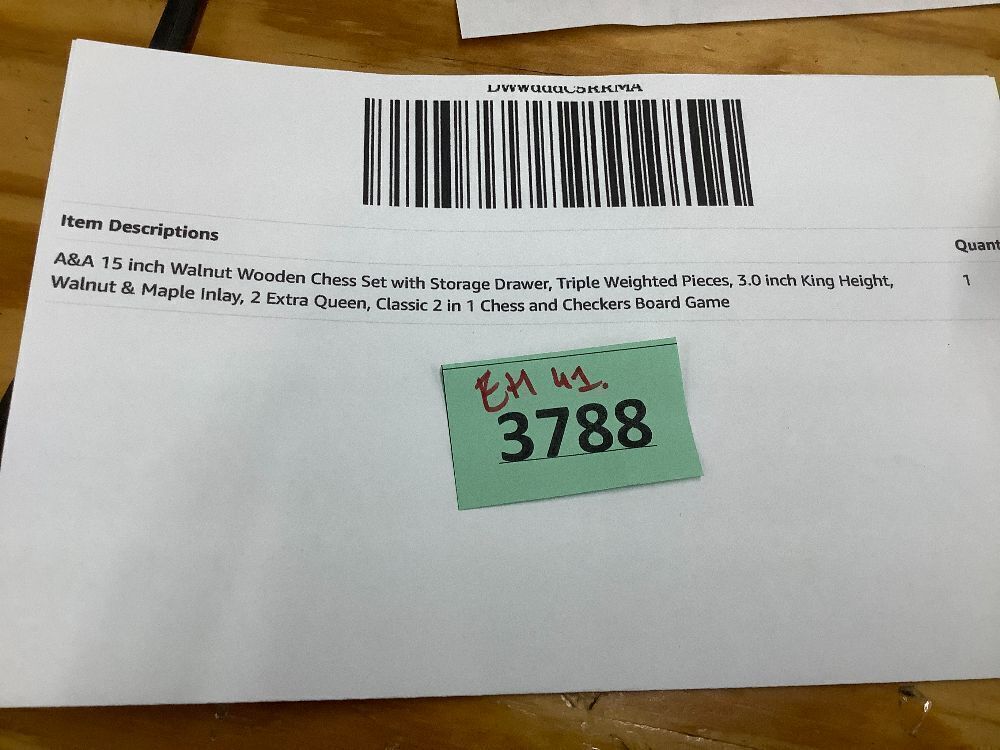 Item Descriptions
Quant
A&A 15 inch Walnut Wooden Chess Set with Storage Drawer, Triple Weighted Pieces, 3.0 inch King Height,
1
Walnut & Maple Inlay, 2 Extra Queen, Classic 2 in 1 Chess and Checkers Board Game
EH 41.
3788